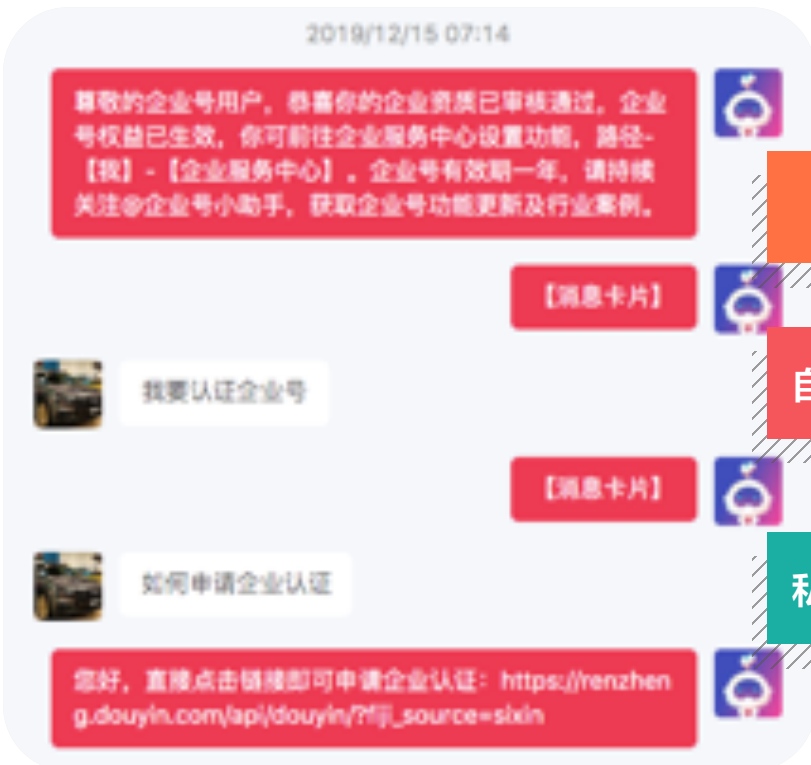 2019/12/15 07:14
尊敬的企业号用户，恭喜你的企业资质已审核通过，企业
号权益已生效，你可前往企业服务中心设置功能，路径-
【我】-【企业服务中心】。企业号有效期一年，请持续
关注@企业号小助手，获取企业号功能更新及行业案例。
【消息卡片】
我要认证企业号
【消息卡片】
如何申请企业认证
您好，直接点击链接即可申请企业认证：https://renzhen
g.douyin.com/api/douyin/?fiji_source=sixin
自
私